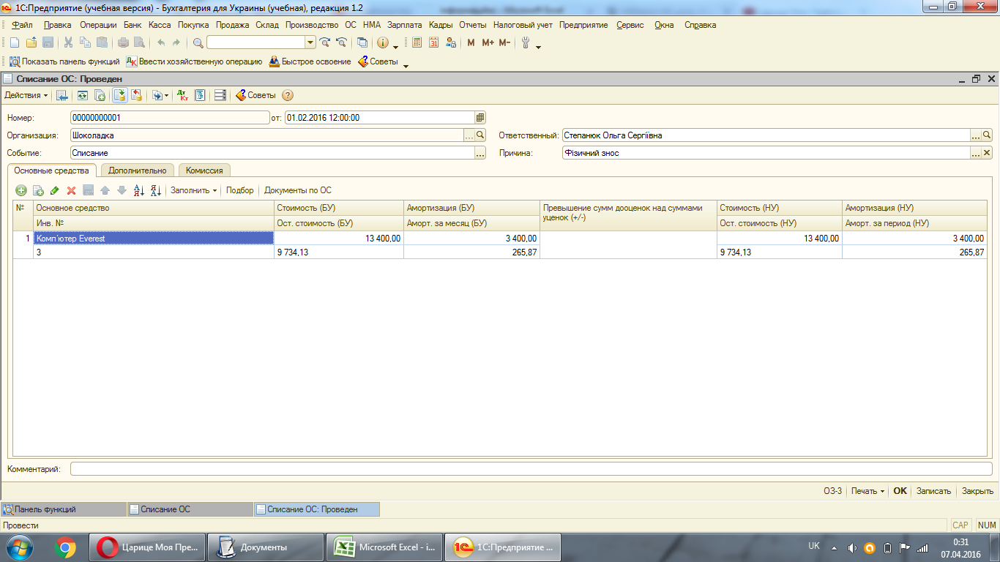 1С:Предприятие (учебная версия) - Бухгалтерия для Украины (учебная), редакция 1.2
Файл Правка Операции Банк Касса Покупка Продажа Склад Производство ОС НМА Зарплата Кадры Отчеты Налоговый учет Предприятие Сервис Окна Справка
M M+ M-
Показать панель функций Ввести хозяйственную операцию Быстрое освоение Советы
Списание ОС: Проведен
Действия Советы
Номер: 00000000001 от: 01.02.2016 12:00:00
Организация: Шоколадка Ответственный: Степанюк Ольга Сергіївна
Событие: Списание Причина: Фізичний знос
Основные средства Дополнительно Комиссия
Заполнить Подбор Документы по ОС
№ Основное средство Стоимость (БУ) Амортизация (БУ) Превышение сумм дооценок над суммами уценок (+/-) Стоимость (НУ) Амортизация (НУ)
Инв. № Ост. стоимость (БУ) Аморт. за месяц (БУ) Ост. стоимость (НУ) Аморт. за период (НУ)
1 Комп'ютер Everest 13 400,00 3 400,00 13 400,00 3 400,00
3 9 734,13 265,87 9 734,13 265,87
Комментарий:
ОЗ-3 Печать OK Записать Закрыть
Панель функций Списание ОС Списание ОС: Проведен
Провести CAP NUM
Царице Моя Пре... Документы Microsoft Excel - i... 1С:Предприятие ... UK 0:31
07.04.2016